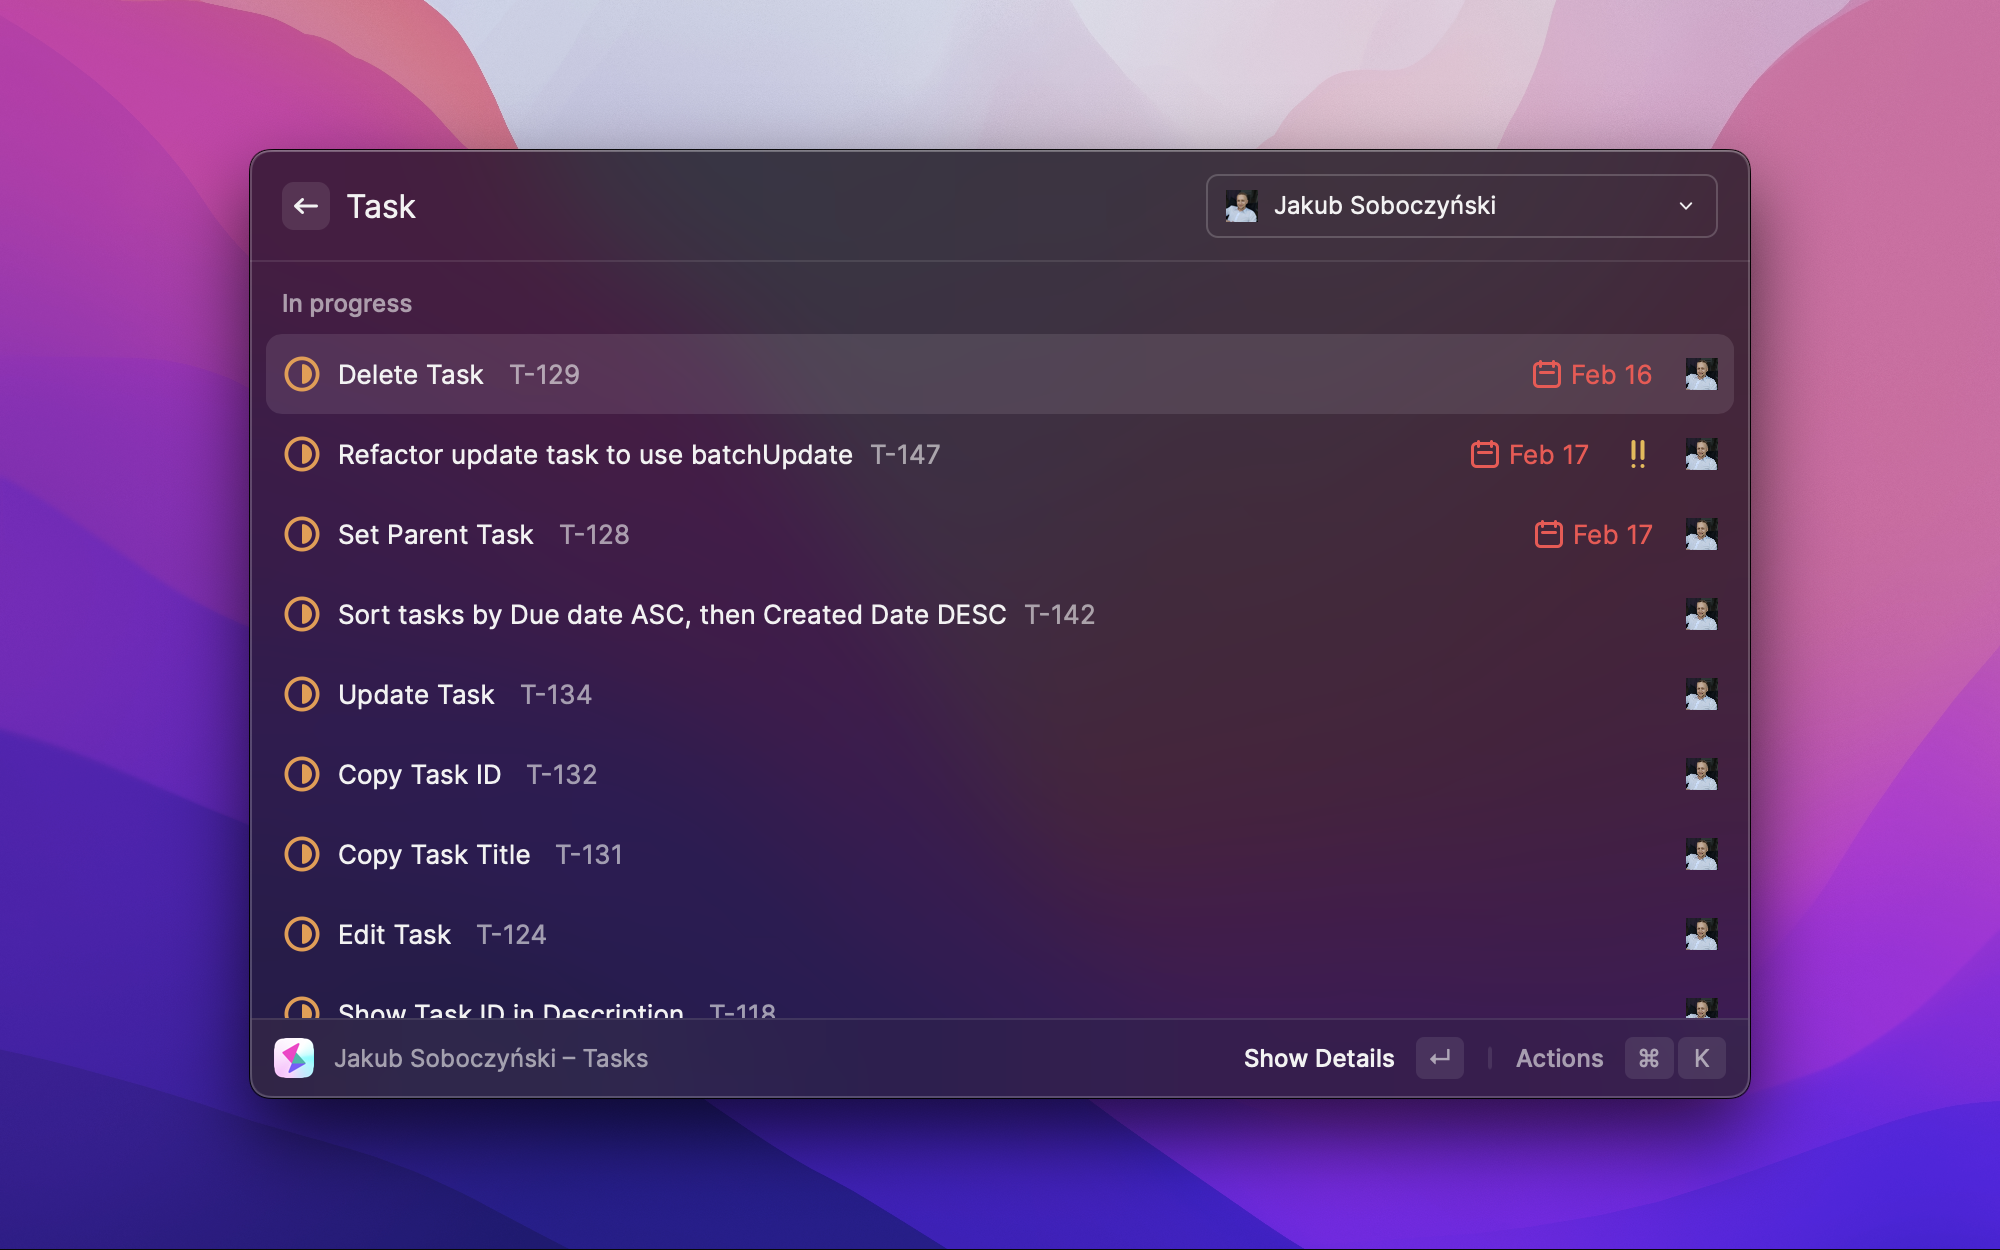 Task
Jakub Soboczyński
In progress
Delete Task T-129 Feb 16
Refactor update task to use batchUpdate T-147 Feb 17 !!
Set Parent Task T-128 Feb 17
Sort tasks by Due date ASC, then Created Date DESC T-142
Update Task T-134
Copy Task ID T-132
Copy Task Title T-131
Edit Task T-124
Show Task ID in Description T-118
Jakub Soboczyński – Tasks Show Details ↵ Actions ⌘ K